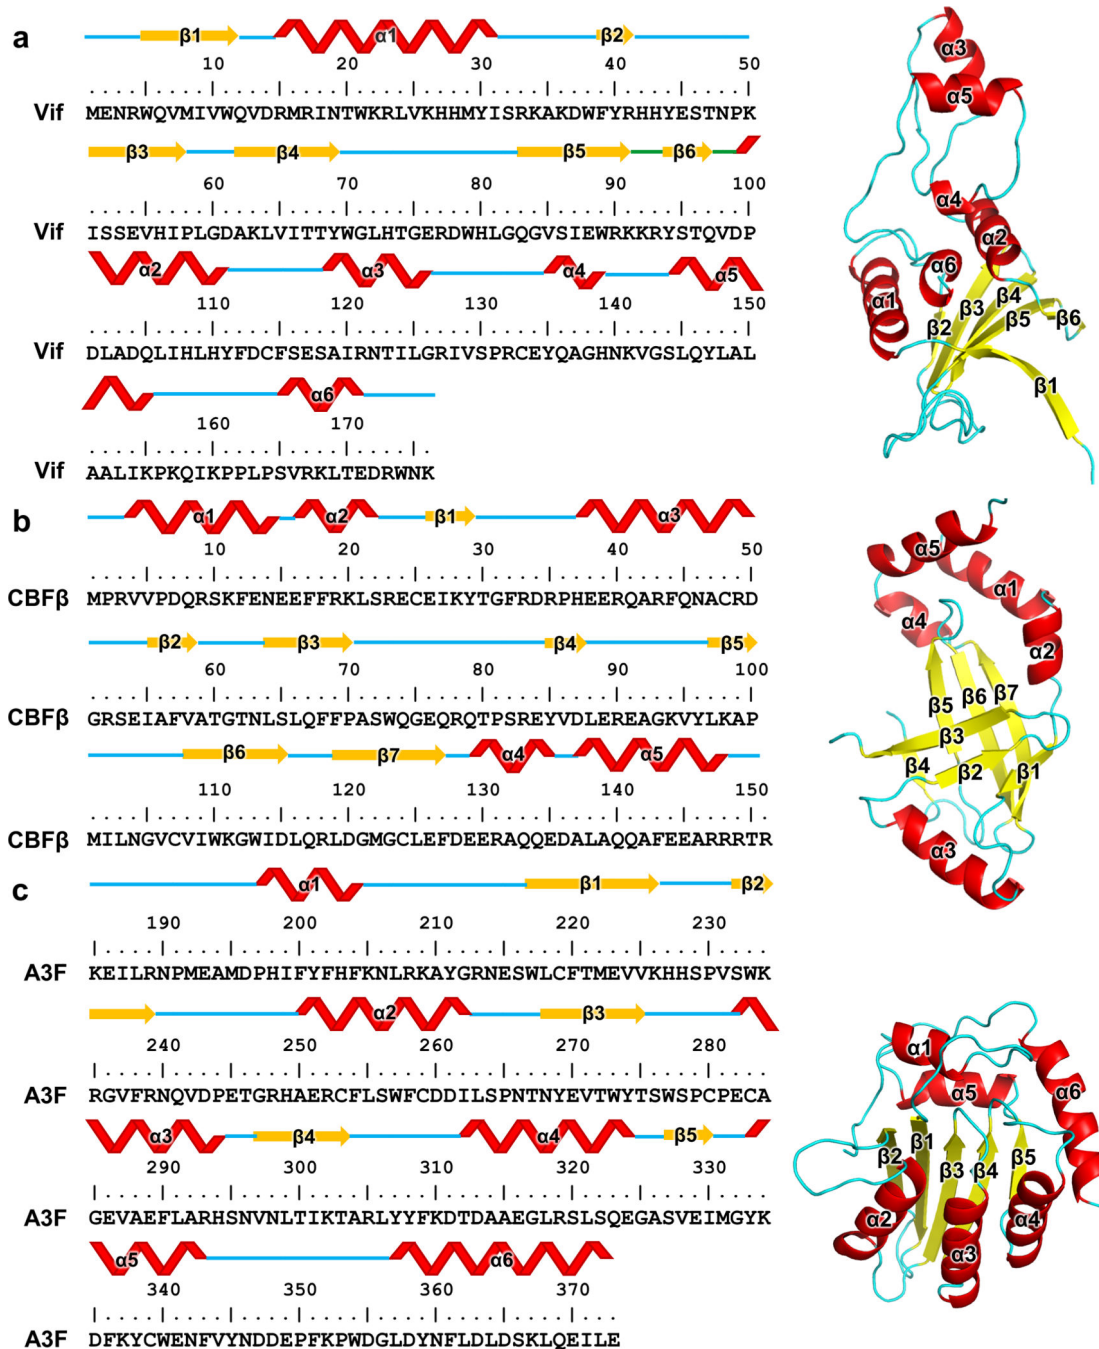 a
β1 α1 β2
10 20 30 40 50
Vif MENRWQVMIVWQVDRMRINTWKRLVKHHMYISRKAKDWFYRHHYESTNPK
β3 β4 β5 β6
60 70 80 90 100
Vif ISSEVHIPLGDAKLVITTYWGLHTGERDWHLGQGVSIEWRKKRYSTQVDP
α2 α3 α4 α5
110 120 130 140 150
Vif DLADQLIHLHYFDCFSESAIRNTILGRIVSPRCEYQAGHNKVGSLQYLAL
α6
160 170
Vif AALIKPKQIKPPLPSVRKLTEDRWNK
α3
α5
α4
α2
α6
α1
β4
β3
β5
β6
β2
β1
b
α1 α2 β1 α3
10 20 30 40 50
CBFβ MPRVVPDQRSKFENEEFFRKLSRECEIKYTGFRDRPHEERQARFQNACRD
β2 β3 β4 β5
60 70 80 90 100
CBFβ GRSEIAFVATGTNLSLQFFPASWQGEQRQTPSREYVDLEREAGKVYLKAP
β6 β7 α4 α5
110 120 130 140 150
CBFβ MILNGVCVIWKGWIDLQRLDGMGCLEFDEERAQQEDALAQQAFEEARRRTR
α5
α1
α4
α2
β5 β6 β7
β3
β4 β2 β1
α3
c
α1 β1 β2
190 200 210 220 230
A3F KEILRNPMEAMDPHIFYFHFKNLRKAYGRNESWLCFTMEVVKHHSPVSWK
α2 β3
240 250 260 270 280
A3F RGVFRNQVDPETGRHAERCFLSWFCDDILSPNTNYEVTWYTSWSPCPECA
α3 β4 α4 β5
290 300 310 320 330
A3F GEVAEFLARHSNVNLTIKTARLYYFKDTDAAEGLRSLSQEGASVEIMGYK
α5 α6
340 350 360 370
A3F DFKYCWENFVYNDDEPFKPWDGLDYNFLDLDSKLQEILE
α1
α5 α6
β1
β2 β3 β4 β5
α2 α3 α4